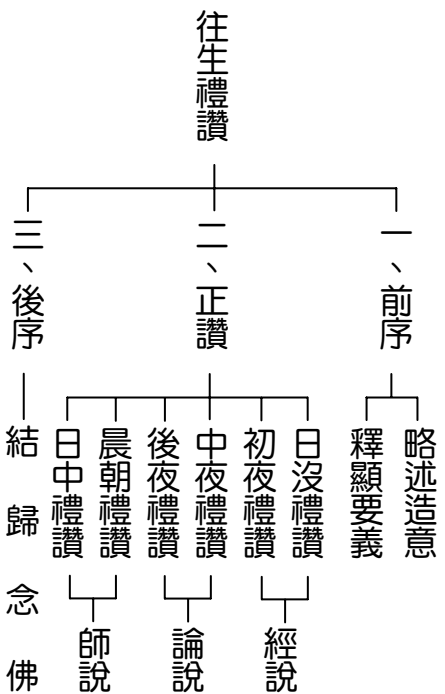 往生禮讚
一、前序
略述造意
釋顯要義
二、正讚
日沒禮讚
初夜禮讚
經說
中夜禮讚
後夜禮讚
論說
晨朝禮讚
日中禮讚
師說
三、後序
結歸念佛